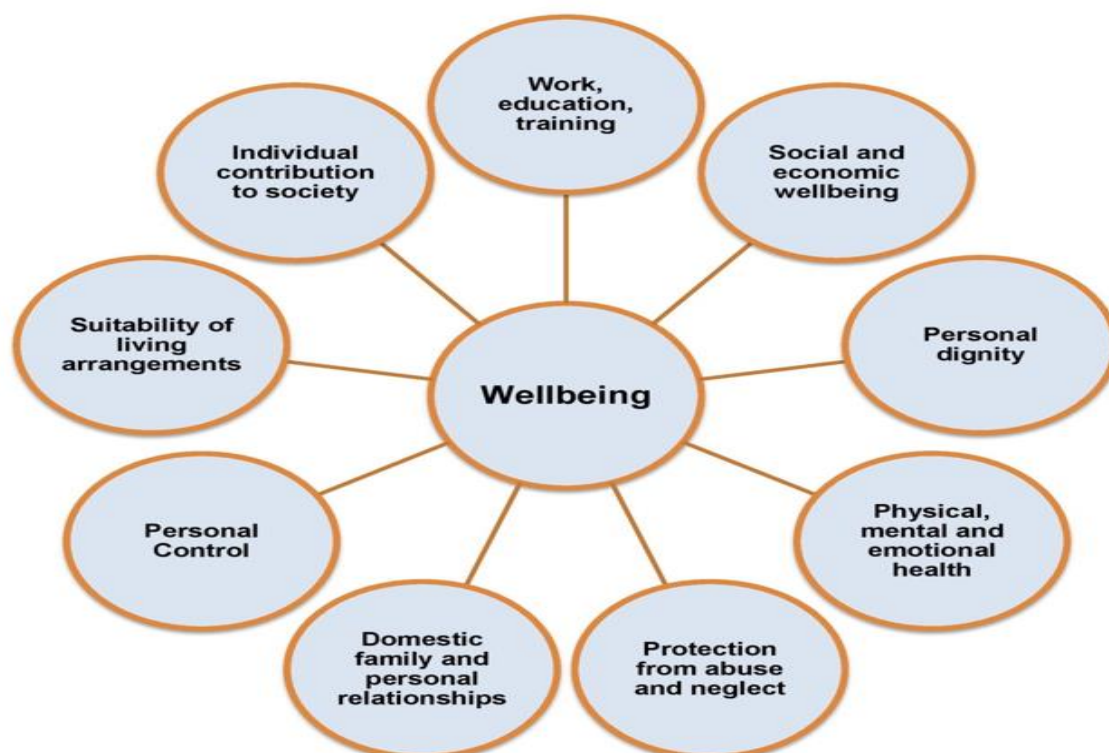 Work,
education,
training
Social and
economic
wellbeing
Personal
dignity
Physical,
mental and
emotional
health
Protection
from abuse
and neglect
Domestic
family and
personal
relationships
Personal
Control
Suitability of
living
arrangements
Individual
contribution
to society
Wellbeing